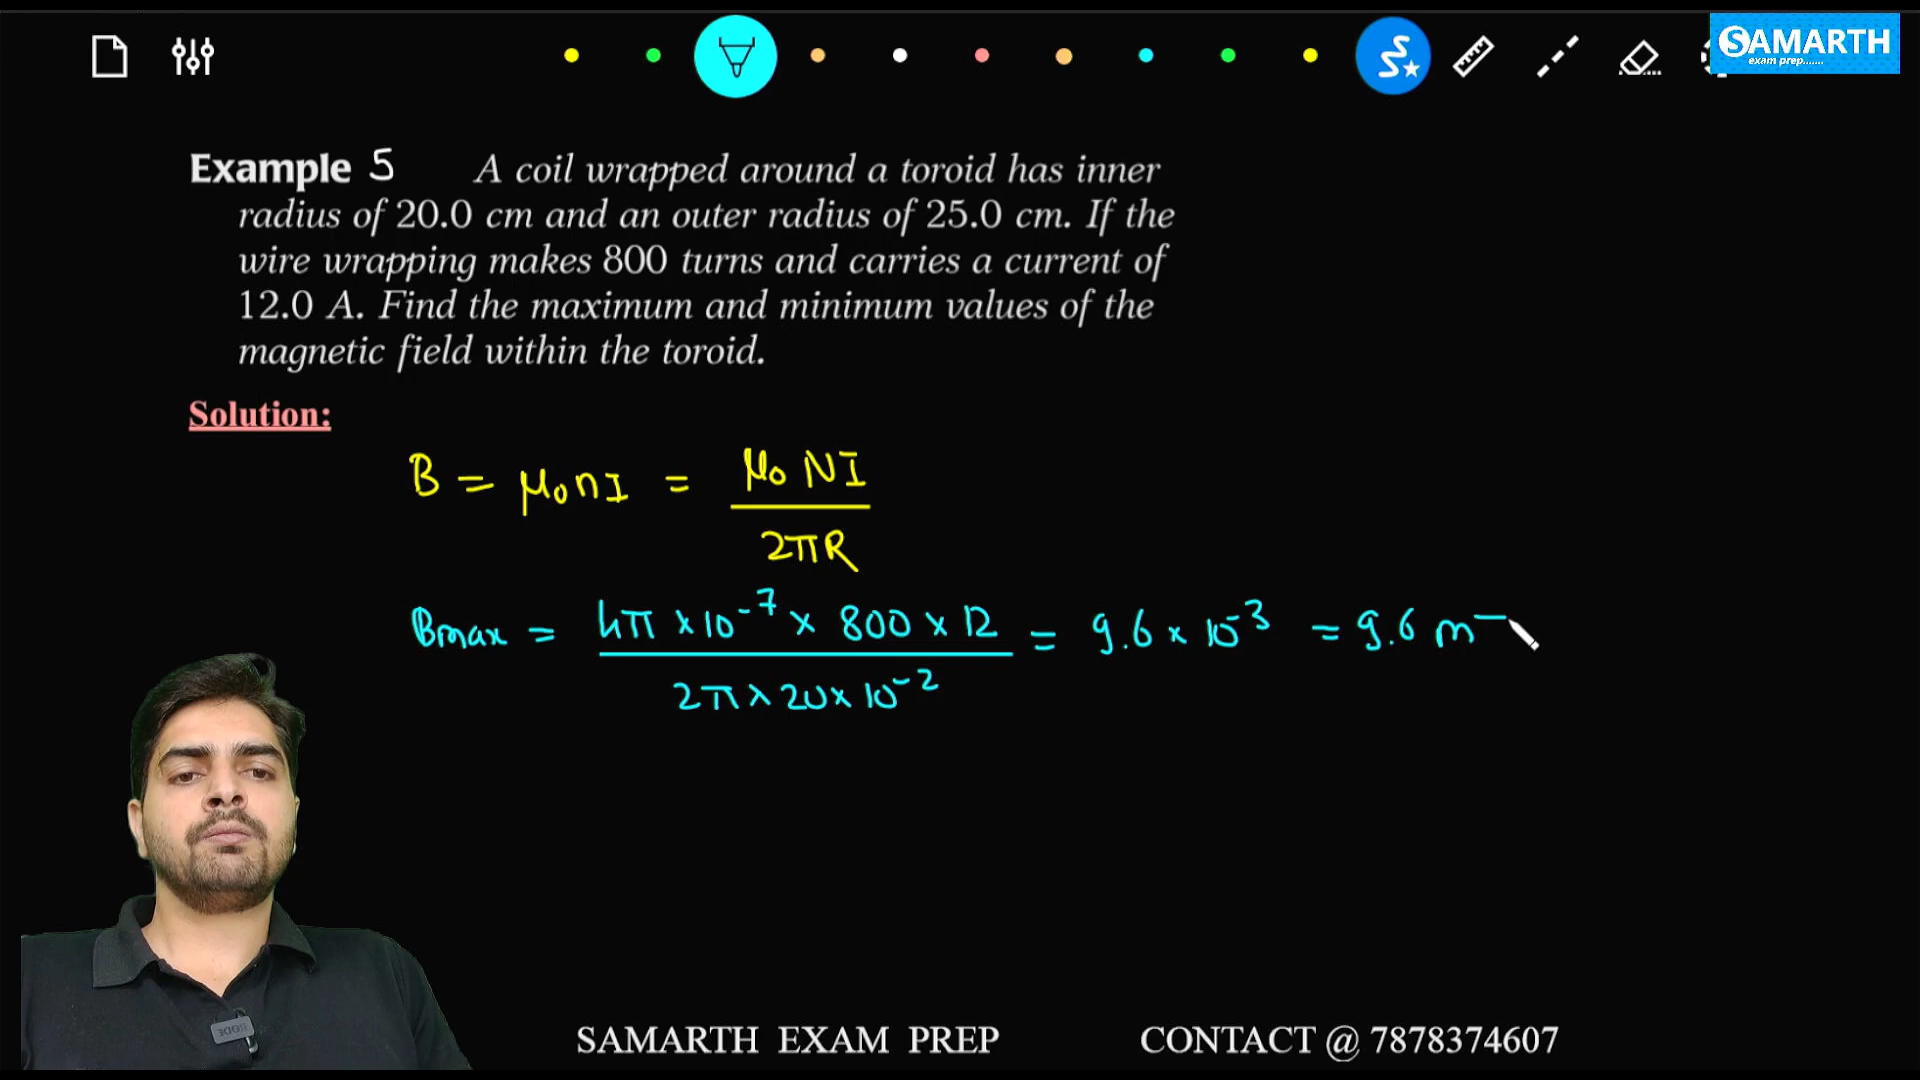 SAMARTH
exam prep......
Example 5 A coil wrapped around a toroid has inner
radius of 20.0 cm and an outer radius of 25.0 cm. If the
wire wrapping makes 800 turns and carries a current of
12.0 A. Find the maximum and minimum values of the
magnetic field within the toroid.
Solution:
B = μ₀nI = μ₀NI / 2πR
Bmax = 4π × 10⁻⁷ × 800 × 12 / 2π × 20 × 10⁻² = 9.6 × 10⁻³ = 9.6 m
RODE
SAMARTH EXAM PREP CONTACT @ 7878374607